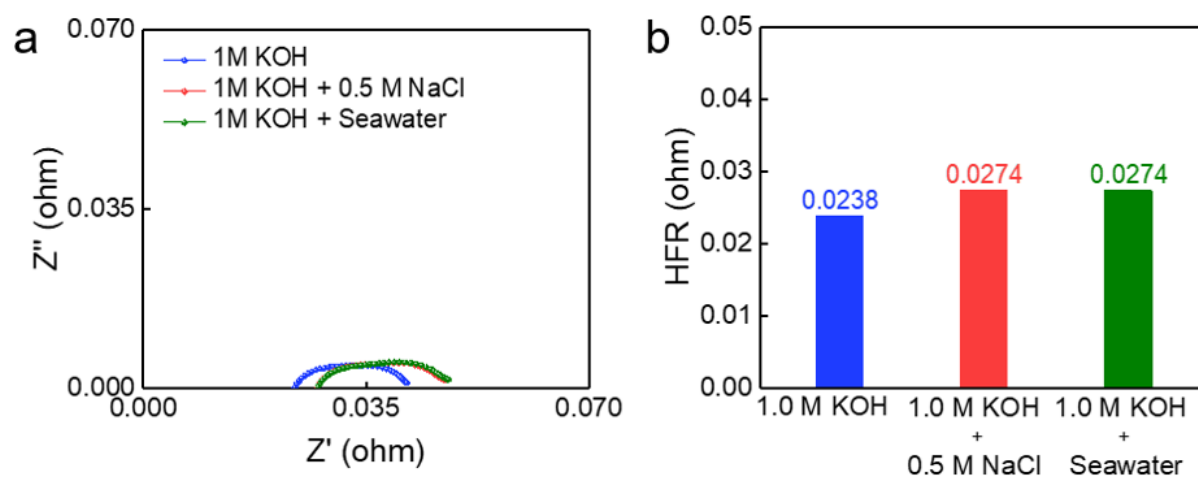 a
0.070
1M KOH
1M KOH + 0.5 M NaCl
1M KOH + Seawater
Z'' (ohm)
0.035
0.000
0.000
0.035
0.070
Z' (ohm)
b
0.05
0.04
0.03
0.02
0.01
0.00
HFR (ohm)
0.0238
0.0274
0.0274
1.0 M KOH
1.0 M KOH
+
0.5 M NaCl
1.0 M KOH
+
Seawater